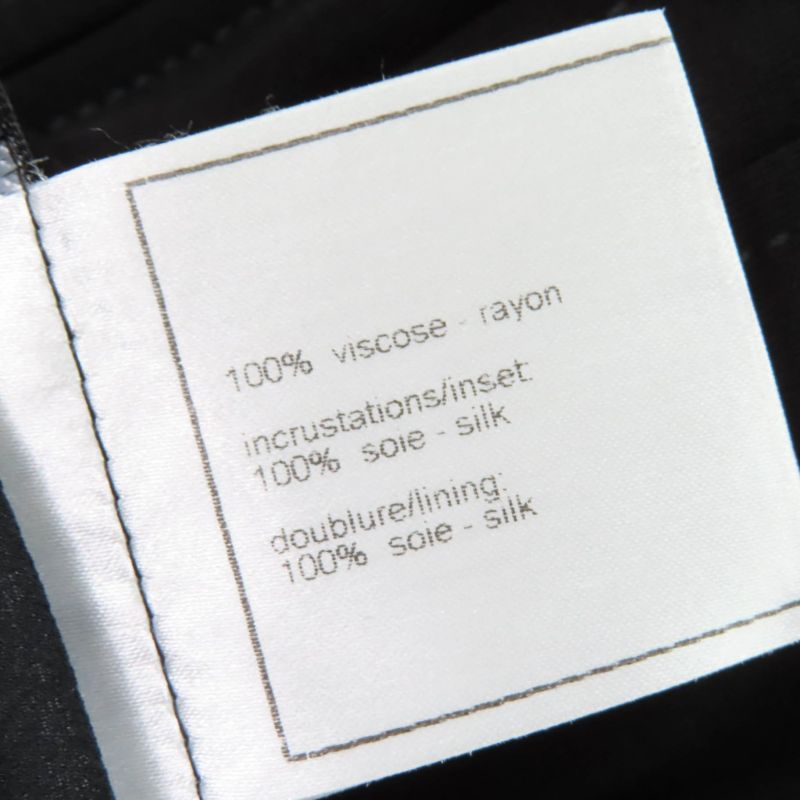 100% viscose - rayon
incrustations/inset:
100% soie - silk
doublure/lining:
100% soie - silk